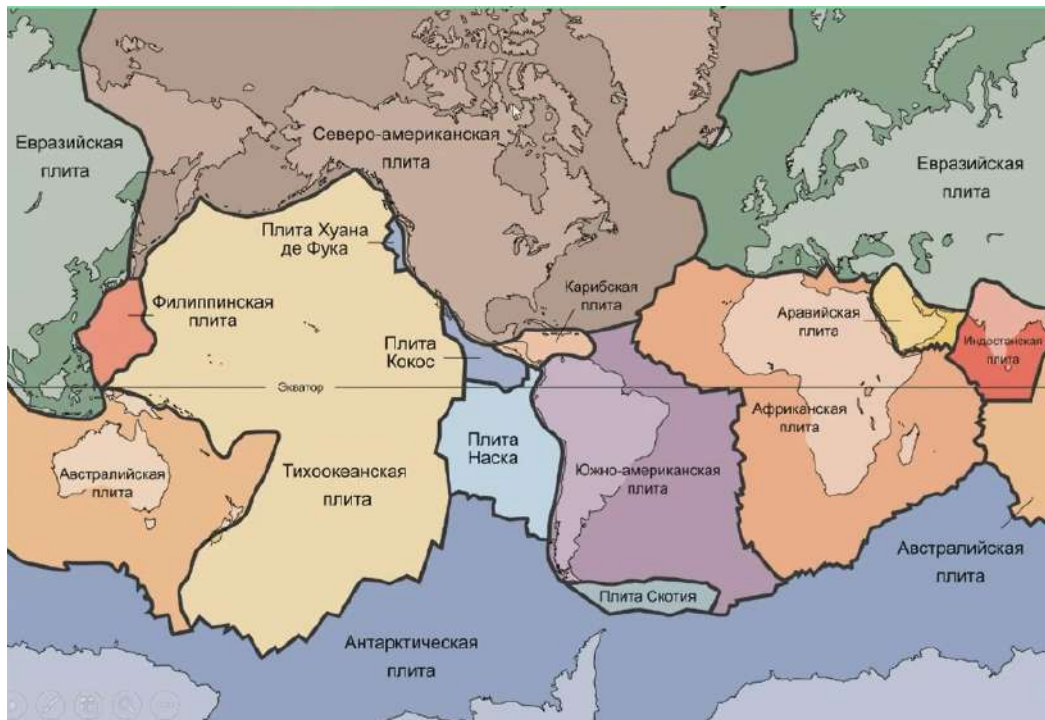 Евразийская
плита
Северо-американская
плита
Евразийская
плита
Плита Хуана
де Фука
Филиппинская
плита
Карибская
плита
Аравийская
плита
Индостанская
плита
Плита
Кокос
Экватор
Африканская
плита
Плита
Наска
Австралийская
плита
Тихоокеанская
плита
Южно-американская
плита
Австралийская
плита
Плита Скотия
Антарктическая
плита